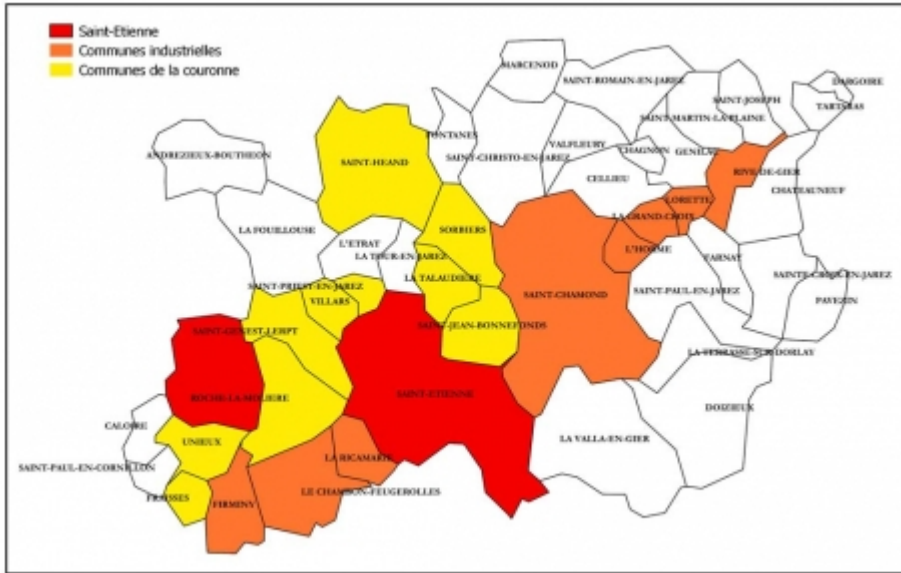 Saint-Etienne
Communes industrielles
Communes de la couronne
MARCENOD
SAINT-ROMAIN-EN-JAREZ
DARGOIRE
SAINT-JOSEPH
TARTARAS
FONTANES
SAINT-MARTIN-LA-PLAINE
VALFLEURY
CHAGNON
GENILAC
ANDREZIEUX-BOUTHEON
SAINT-HEAND
SAINT-CHRISTO-EN-JAREZ
RIVE-DE-GIER
CELLIEU
CHATEAUNEUF
LORETTE
LA GRAND-CROIX
LA FOUILLOUSE
SORBIERS
L'ETRAT
L'HORME
FARNAY
LA TOUR-EN-JAREZ
LA TALAUDIERE
SAINTE-CROIX-EN-JAREZ
SAINT-PRIEST-EN-JAREZ
SAINT-CHAMOND
SAINT-PAUL-EN-JAREZ
PAVEZIN
VILLARS
SAINT-GENEST-LERPT
SAINT-JEAN-BONNEFONDS
LA TERRASSE-SUR-DORLAY
ROCHE-LA-MOLIERE
SAINT-ETIENNE
DOIZIEUX
CALOIRE
UNIEUX
LA VALLA-EN-GIER
LA RICAMARIE
SAINT-PAUL-EN-CORNILLON
LE CHAMBON-FEUGEROLLES
FRAISSES
FIRMINY